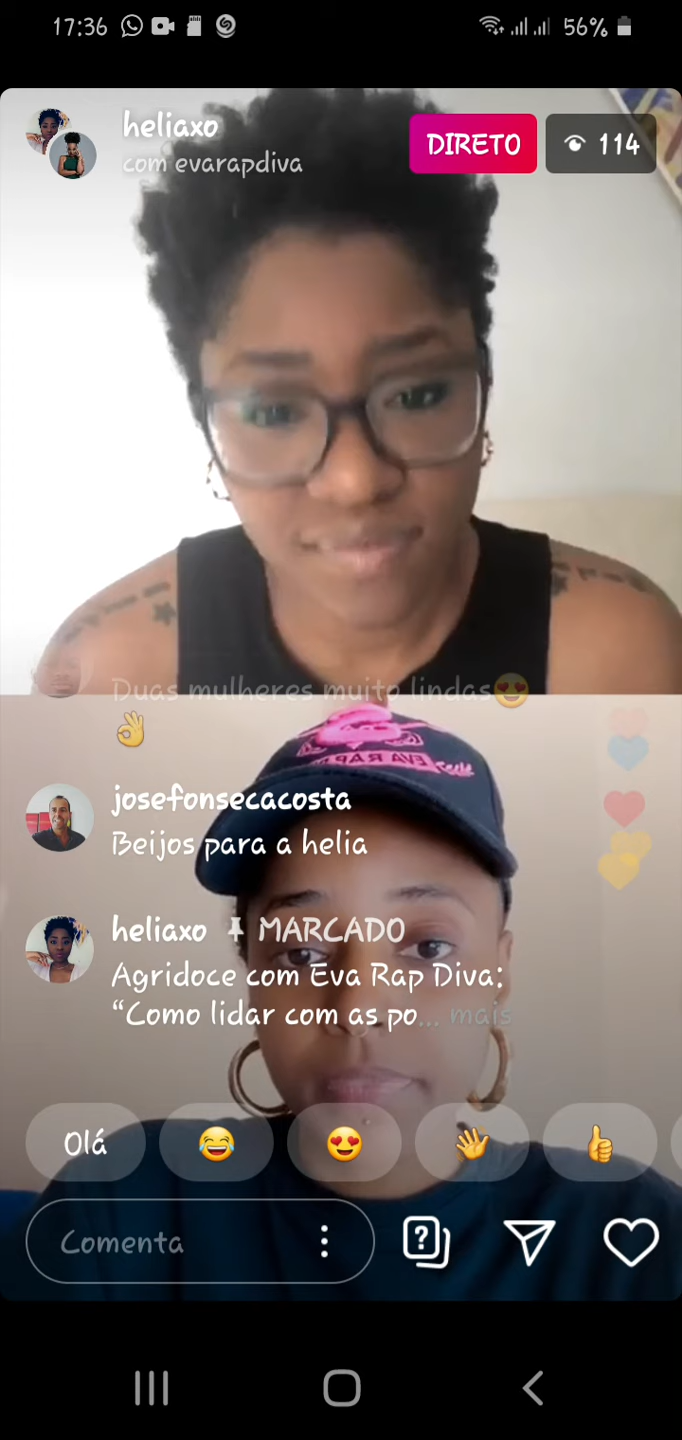 17:36
56%
heliaxo
com evarapdiva
DIRETO
114
Duas mulheres muito lindas😍
👌
EVA RAP
josefonsecacosta
Beijos para a helia
heliaxo 📌 MARCADO
Agridoce com Eva Rap Diva:
“Como lidar com as po... mais
Olá 😂 😍 👋 👍
Comenta